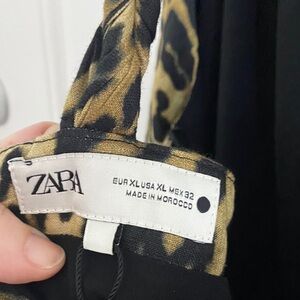 ZARA
EUR XL USA XL MEX 32
MADE IN MOROCCO